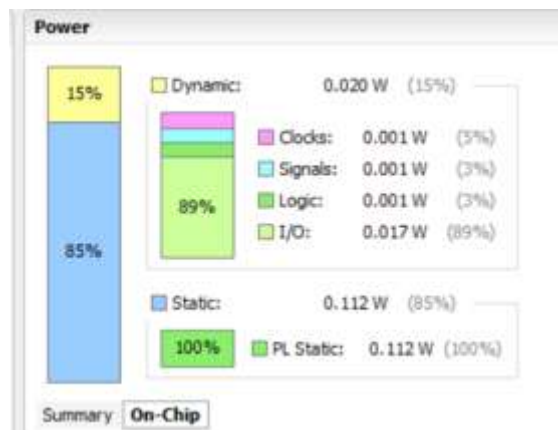 Power
15%
85%
Dynamic: 0.020 W (15%)
89%
Clocks: 0.001 W (5%)
Signals: 0.001 W (3%)
Logic: 0.001 W (3%)
I/O: 0.017 W (89%)
Static: 0.112 W (85%)
100%
PL Static: 0.112 W (100%)
Summary On-Chip